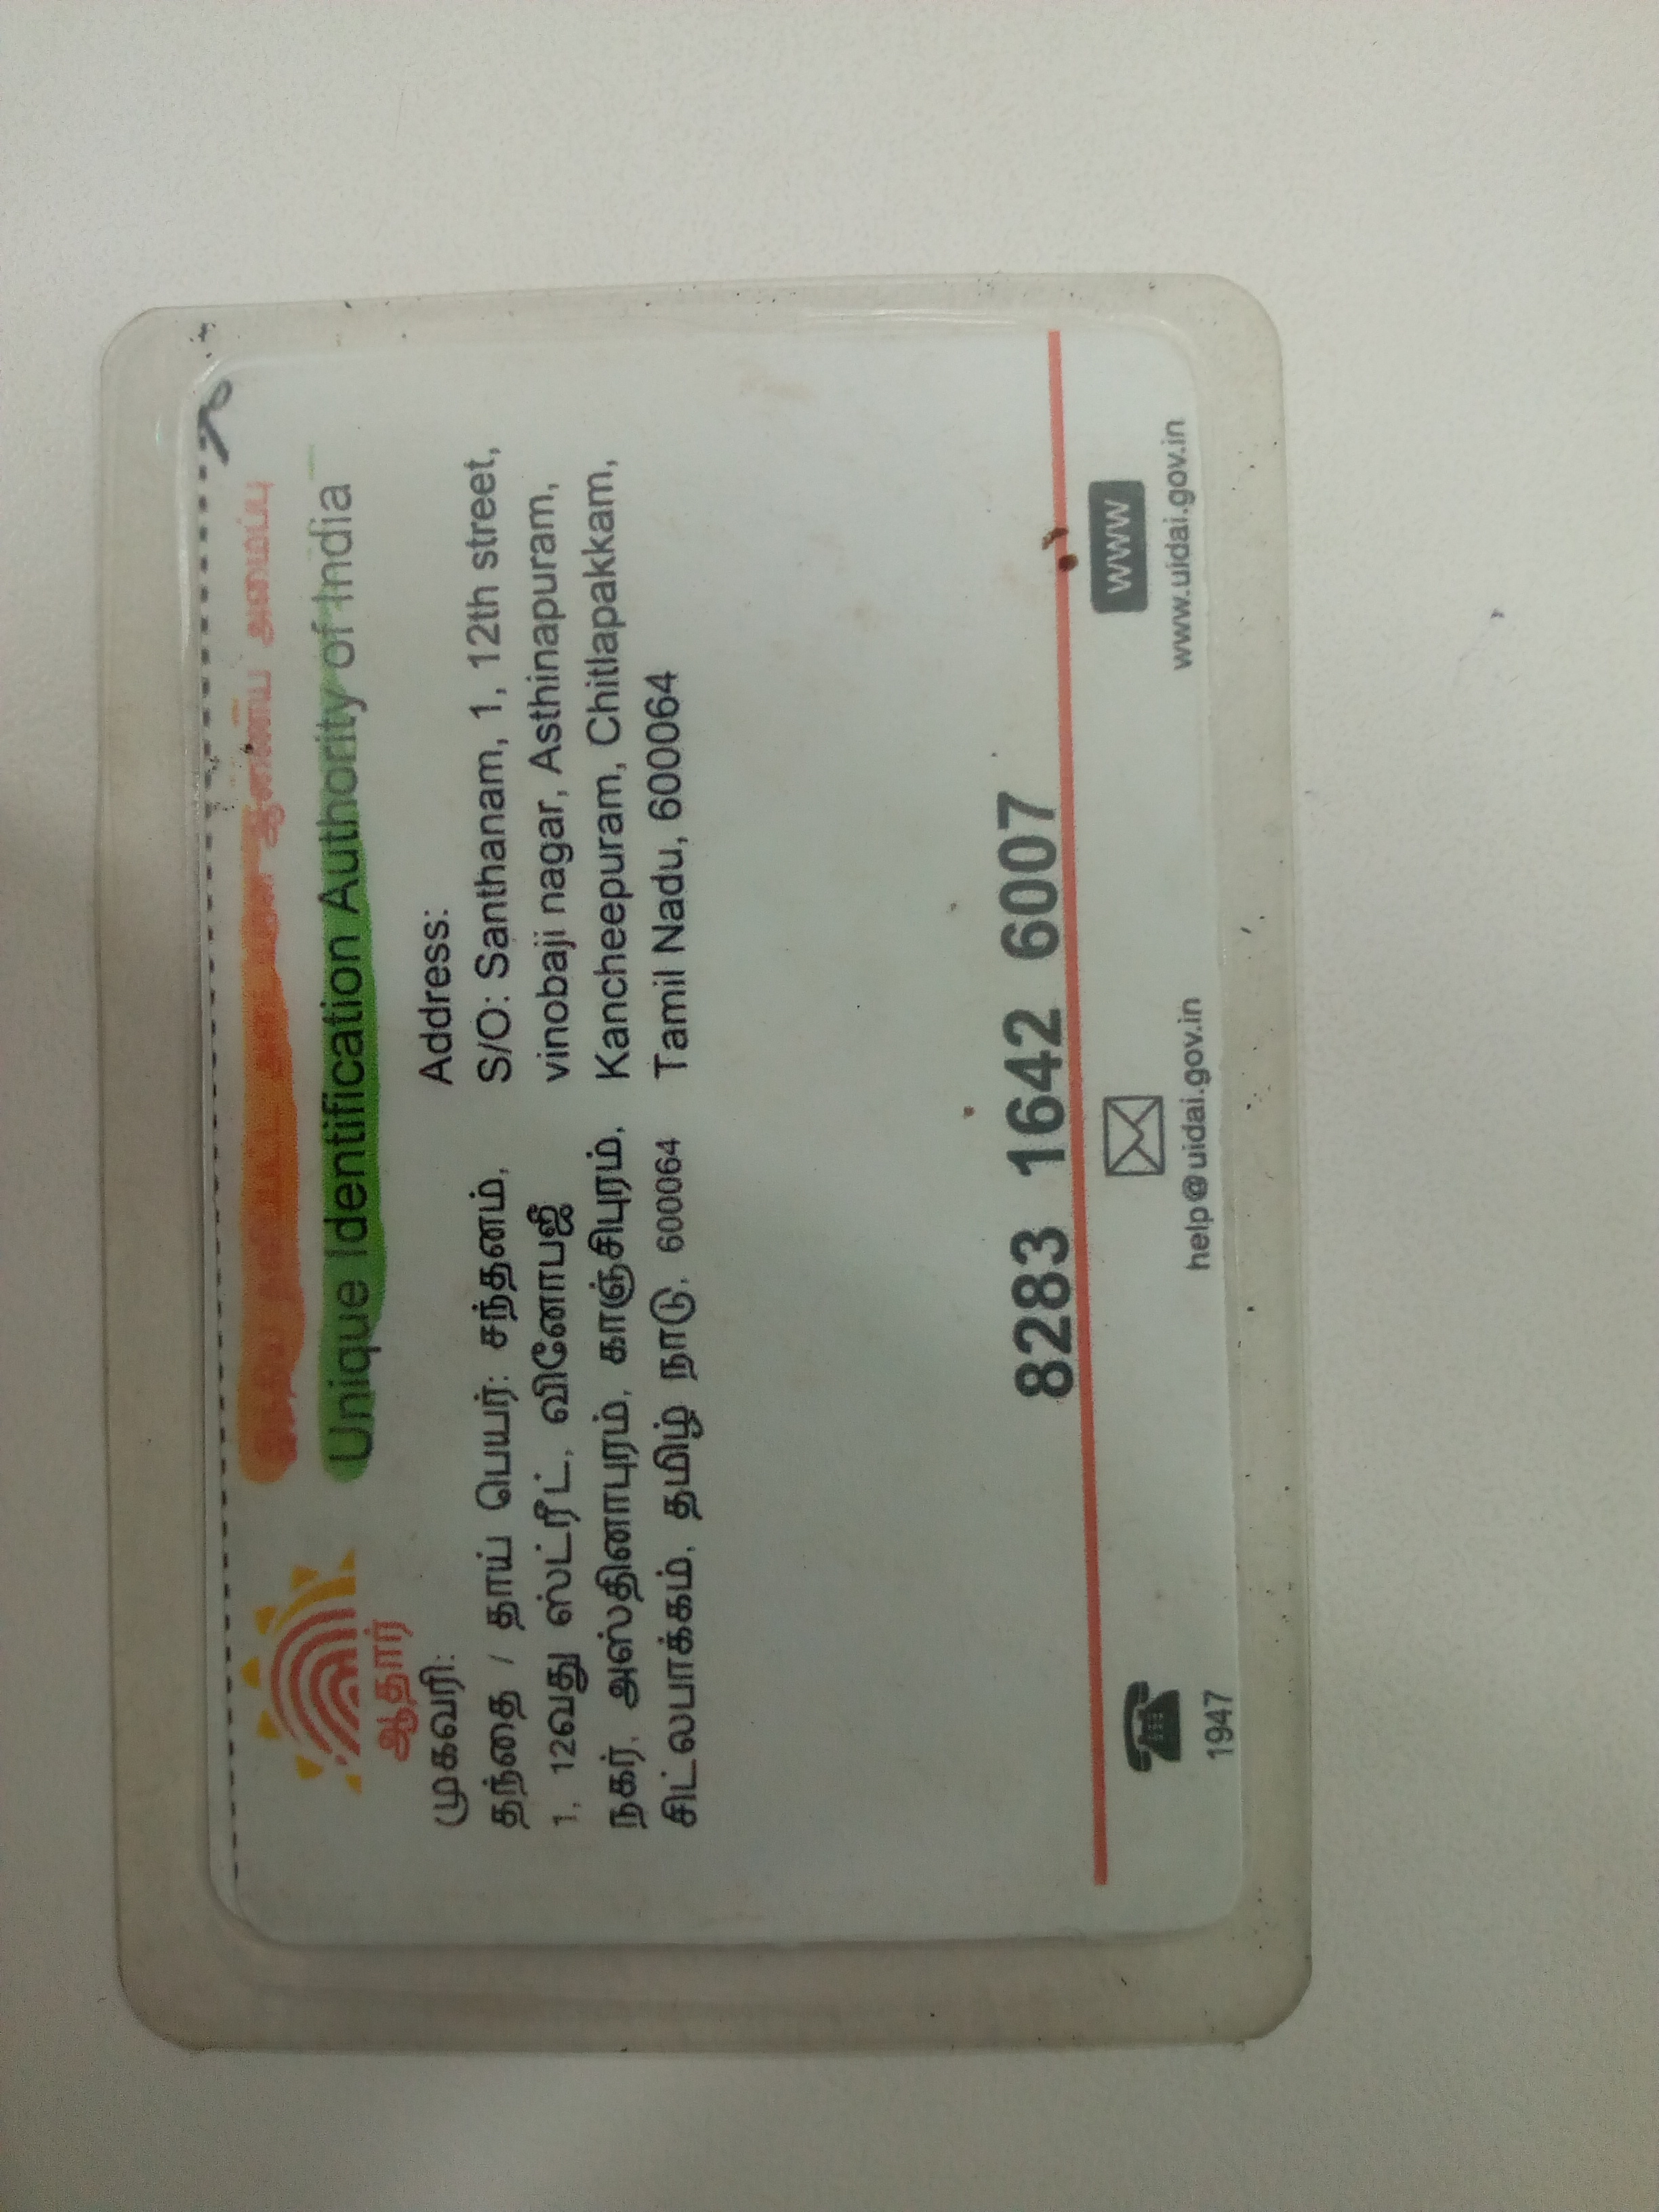 ஆதார்
Unique Identification Authority of India
முகவரி:
தந்தை / தாய் பெயர்: சந்தனம்,
1, 12வது ஸ்ட்ரீட், வினோபஜீ
நகர், அஸ்தினாபுரம், காஞ்சிபுரம்,
சிட்லபாக்கம், தமிழ் நாடு, 600064
Address:
S/O: Santhanam, 1, 12th street,
vinobaji nagar, Asthinapuram,
Kancheepuram, Chitlapakkam,
Tamil Nadu, 600064
8283 1642 6007
1947
help@uidai.gov.in
www
www.uidai.gov.in